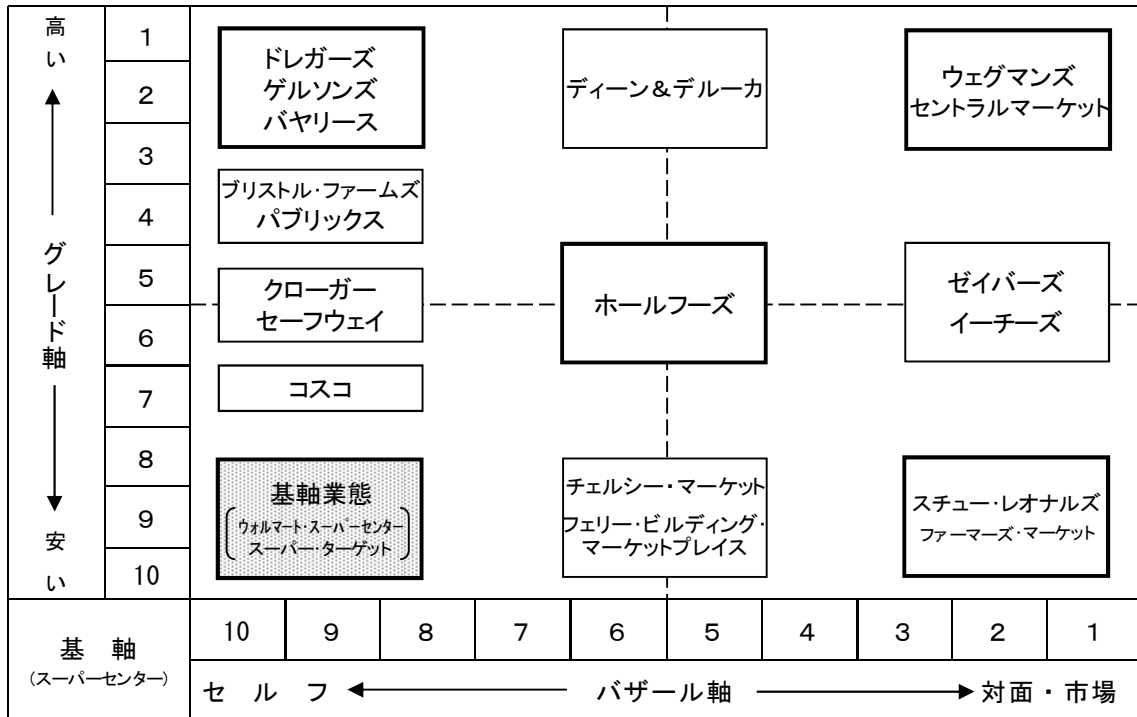 高い
グレード軸
安い
1
2
3
4
5
6
7
8
9
10
ドレガーズ
ゲルソンズ
バヤリース
ディーン&デルーカ
ウェグマンズ
セントラルマーケット
ブリストル・ファームズ
パブリックス
クローガー
セーフウェイ
ホールフーズ
ゼイバーズ
イーチーズ
コスコ
基軸業態
(ウォルマート・スーパーセンター
スーパー・ターゲット)
チェルシー・マーケット
フェリー・ビルディング・
マーケットプレイス
スチュー・レオナルズ
ファーマーズ・マーケット
基 軸
(スーパーセンター)
10 9 8 7 6 5 4 3 2 1
セルフ バザール軸 対面・市場